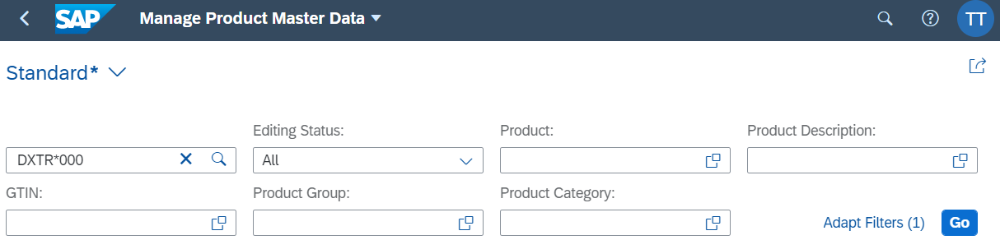 SAP Manage Product Master Data TT
Standard*
Editing Status: Product: Product Description:
DXTR*000 All
GTIN: Product Group: Product Category:
Adapt Filters (1) Go